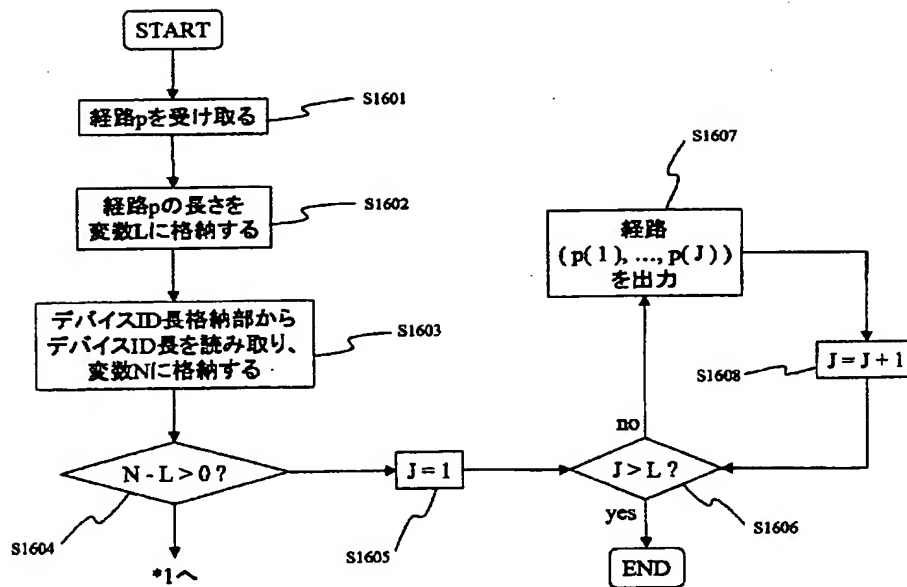 START
経路pを受け取る
S1601
経路pの長さを
変数Lに格納する
S1602
デバイスID長格納部から
デバイスID長を読み取り、
変数Nに格納する
S1603
N - L > 0 ?
S1604
*1へ
J = 1
S1605
J > L ?
S1606
no
yes
END
経路
( p( 1 ), ..., p( J ) )
を出力
S1607
J = J + 1
S1608